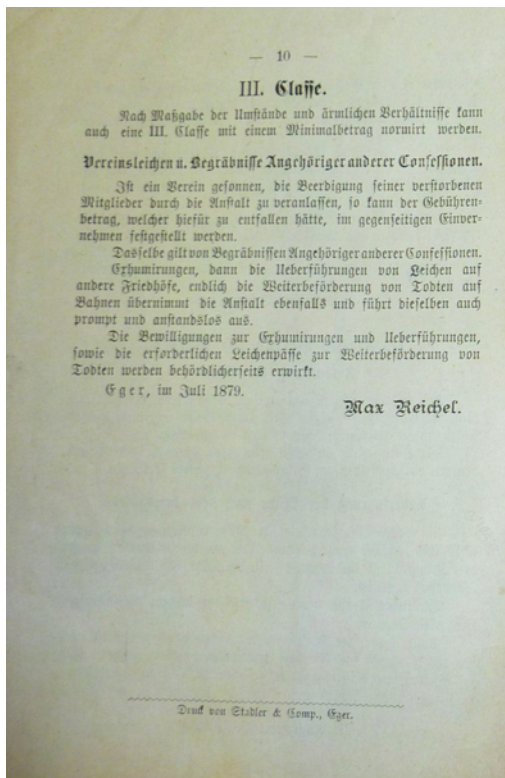 — 10 —
III. Classe.
Nach Maßgabe der Umstände und ärmlichen Verhältnisse kann
auch eine III. Classe mit einem Minimalbetrag normirt werden.
Vereinsleichen u. Begräbnisse Angehöriger anderer Confessionen.
Ist ein Verein gesonnen, die Beerdigung seiner verstorbenen
Mitglieder durch die Anstalt zu veranlassen, so kann der Gebühren-
betrag, welcher hiefür zu entfallen hätte, im gegenseitigen Einver-
nehmen festgestellt werden.
Dasselbe gilt von Begräbnissen Angehöriger anderer Confessionen.
Exhumirungen, dann die Ueberführungen von Leichen auf
andere Friedhöfe, endlich die Weiterbeförderung von Todten auf
Bahnen übernimmt die Anstalt ebenfalls und führt dieselben auch
prompt und anstandslos aus.
Die Bewilligungen zur Exhumirungen und Ueberführungen,
sowie die erforderlichen Leichenpässe zur Weiterbeförderung von
Todten werden behördlicherseits erwirkt.
Eger, im Juli 1879.
Max Reichel.
Druck von Stadler & Comp., Eger.